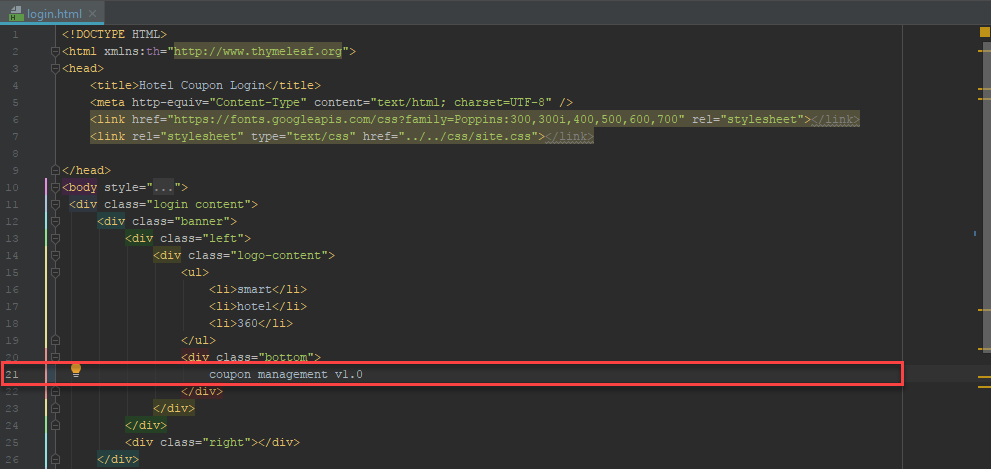 login.html
1 <!DOCTYPE HTML>
2 <html xmlns:th="http://www.thymeleaf.org">
3 <head>
4 <title>Hotel Coupon Login</title>
5 <meta http-equiv="Content-Type" content="text/html; charset=UTF-8" />
6 <link href="https://fonts.googleapis.com/css?family=Poppins:300,300i,400,500,600,700" rel="stylesheet"></link>
7 <link rel="stylesheet" type="text/css" href="../../css/site.css"></link>
8
9 </head>
10 <body style="...">
11 <div class="login content">
12 <div class="banner">
13 <div class="left">
14 <div class="logo-content">
15 <ul>
16 <li>smart</li>
17 <li>hotel</li>
18 <li>360</li>
19 </ul>
20 <div class="bottom">
21 coupon management v1.0
22 </div>
23 </div>
24 </div>
25 <div class="right"></div>
26 </div>